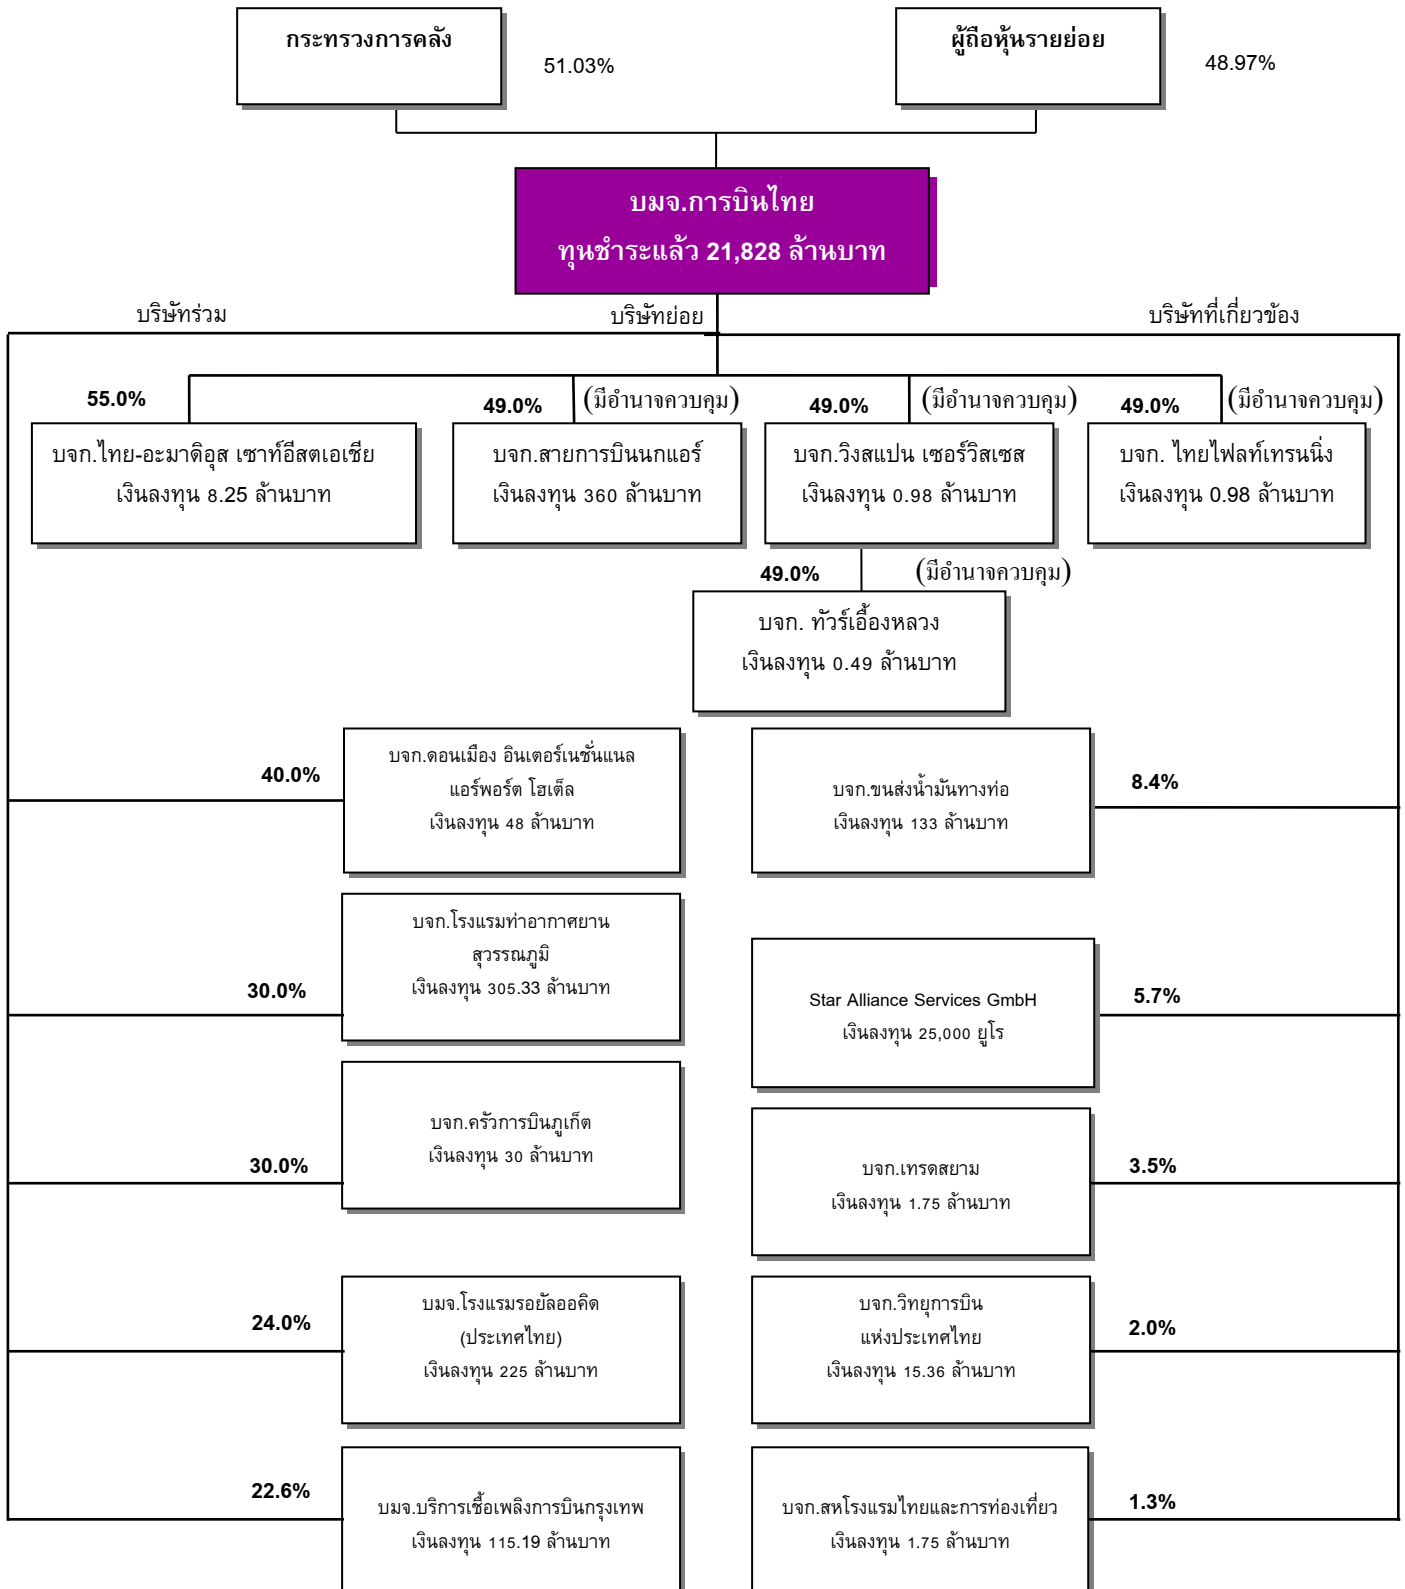 กระทรวงการคลัง
51.03%
ผู้ถือหุ้นรายย่อย
48.97%
บมจ.การบินไทย
ทุนชำระแล้ว 21,828 ล้านบาท
บริษัทร่วม
บริษัทย่อย
บริษัทที่เกี่ยวข้อง
55.0%
49.0% (มีอำนาจควบคุม)
49.0% (มีอำนาจควบคุม)
49.0% (มีอำนาจควบคุม)
บจก.ไทย-อะมาดิอุส เซาท์อีสตเอเชีย
เงินลงทุน 8.25 ล้านบาท
บจก.สายการบินนกแอร์
เงินลงทุน 360 ล้านบาท
บจก.วิงสแปน เซอร์วิสเซส
เงินลงทุน 0.98 ล้านบาท
บจก. ไทยไฟลท์เทรนนิ่ง
เงินลงทุน 0.98 ล้านบาท
49.0% (มีอำนาจควบคุม)
บจก. ทัวร์เอื้องหลวง
เงินลงทุน 0.49 ล้านบาท
40.0%
บจก.ดอนเมือง อินเตอร์เนชั่นแนล
แอร์พอร์ต โฮเต็ล
เงินลงทุน 48 ล้านบาท
บจก.ขนส่งน้ำมันทางท่อ
เงินลงทุน 133 ล้านบาท
8.4%
30.0%
บจก.โรงแรมท่าอากาศยาน
สุวรรณภูมิ
เงินลงทุน 305.33 ล้านบาท
Star Alliance Services GmbH
เงินลงทุน 25,000 ยูโร
5.7%
30.0%
บจก.ครัวการบินภูเก็ต
เงินลงทุน 30 ล้านบาท
บจก.เทรดสยาม
เงินลงทุน 1.75 ล้านบาท
3.5%
24.0%
บมจ.โรงแรมรอยัลออคิด
(ประเทศไทย)
เงินลงทุน 225 ล้านบาท
บจก.วิทยุการบิน
แห่งประเทศไทย
เงินลงทุน 15.36 ล้านบาท
2.0%
22.6%
บมจ.บริการเชื้อเพลิงการบินกรุงเทพ
เงินลงทุน 115.19 ล้านบาท
บจก.สหโรงแรมไทยและการท่องเที่ยว
เงินลงทุน 1.75 ล้านบาท
1.3%